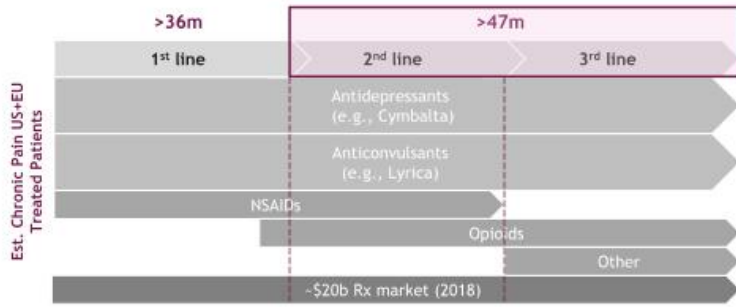 >36m
>47m
1st line
2nd line
3rd line
Est. Chronic Pain US+EU
Treated Patients
Antidepressants
(e.g., Cymbalta)
Anticonvulsants
(e.g., Lyrica)
NSAIDs
Opioids
Other
~$20b Rx market (2018)